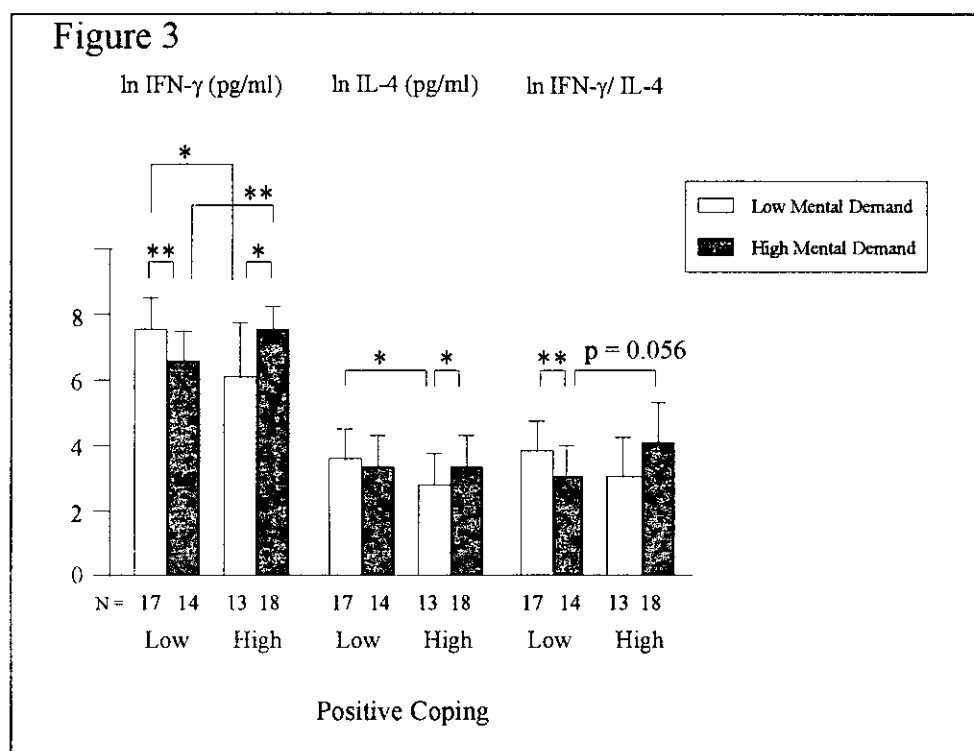 Figure 3
ln IFN-γ (pg/ml) ln IL-4 (pg/ml) ln IFN-γ/ IL-4
*
**
** *
Low Mental Demand
High Mental Demand
* * ** p = 0.056
8
6
4
2
0
N = 17 14 13 18 17 14 13 18 17 14 13 18
Low High Low High Low High
Positive Coping